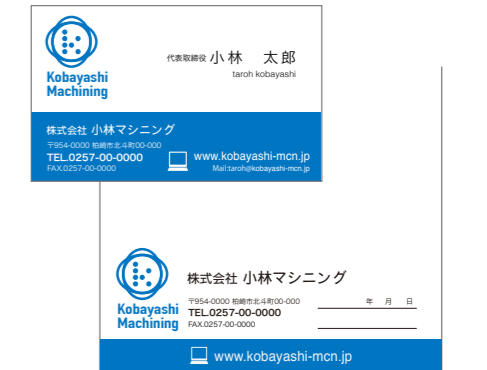 Kobayashi
Machining
代表取締役 小林　太郎
taroh kobayashi
株式会社 小林マシニング
〒954-0000 柏崎市北斗町00-000
TEL.0257-00-0000
FAX.0257-00-0000
www.kobayashi-mcn.jp
Mail:taroh@kobayashi-mcn.jp
Kobayashi
Machining
株式会社 小林マシニング
〒954-0000 柏崎市北斗町00-000
TEL.0257-00-0000
FAX.0257-00-0000
年　月　日
www.kobayashi-mcn.jp